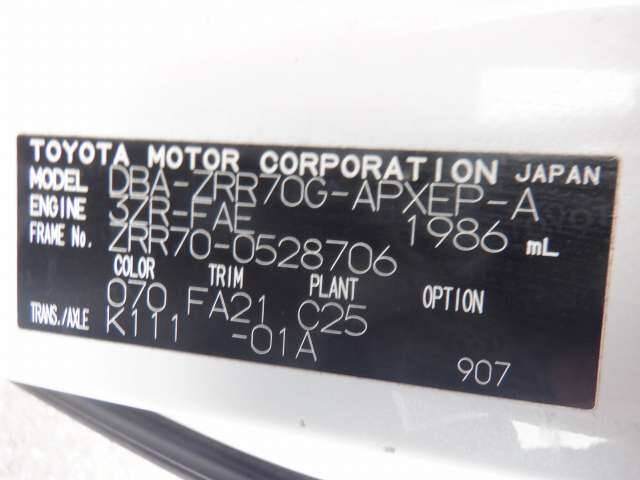 TOYOTA MOTOR CORPORATION JAPAN
MODEL DBA-ZRR70G-APXEP-A
ENGINE 3ZR-FAE 1986 mL
FRAME No. ZRR70-0528706
COLOR TRIM PLANT OPTION
070 FA21 C25
TRANS./AXLE K111 -01A 907